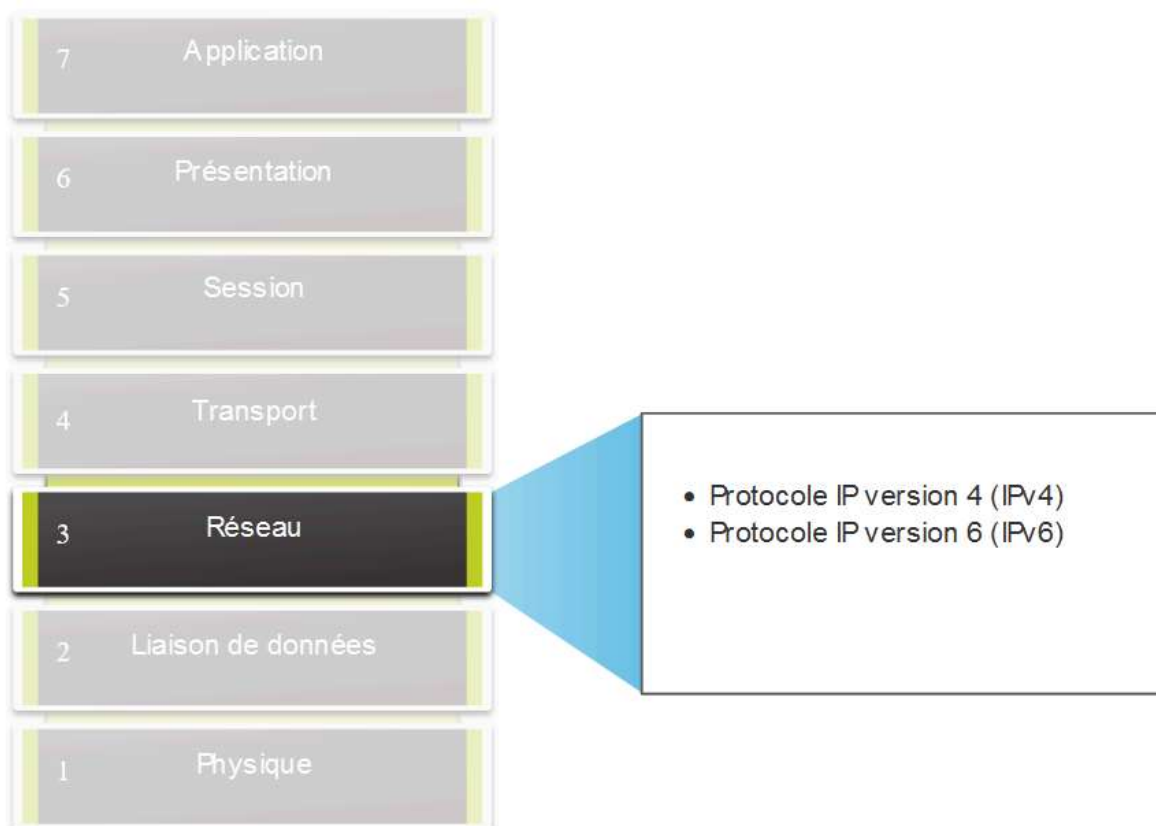 7 Application
6 Présentation
5 Session
4 Transport
3 Réseau
2 Liaison de données
1 Physique
• Protocole IP version 4 (IPv4)
• Protocole IP version 6 (IPv6)